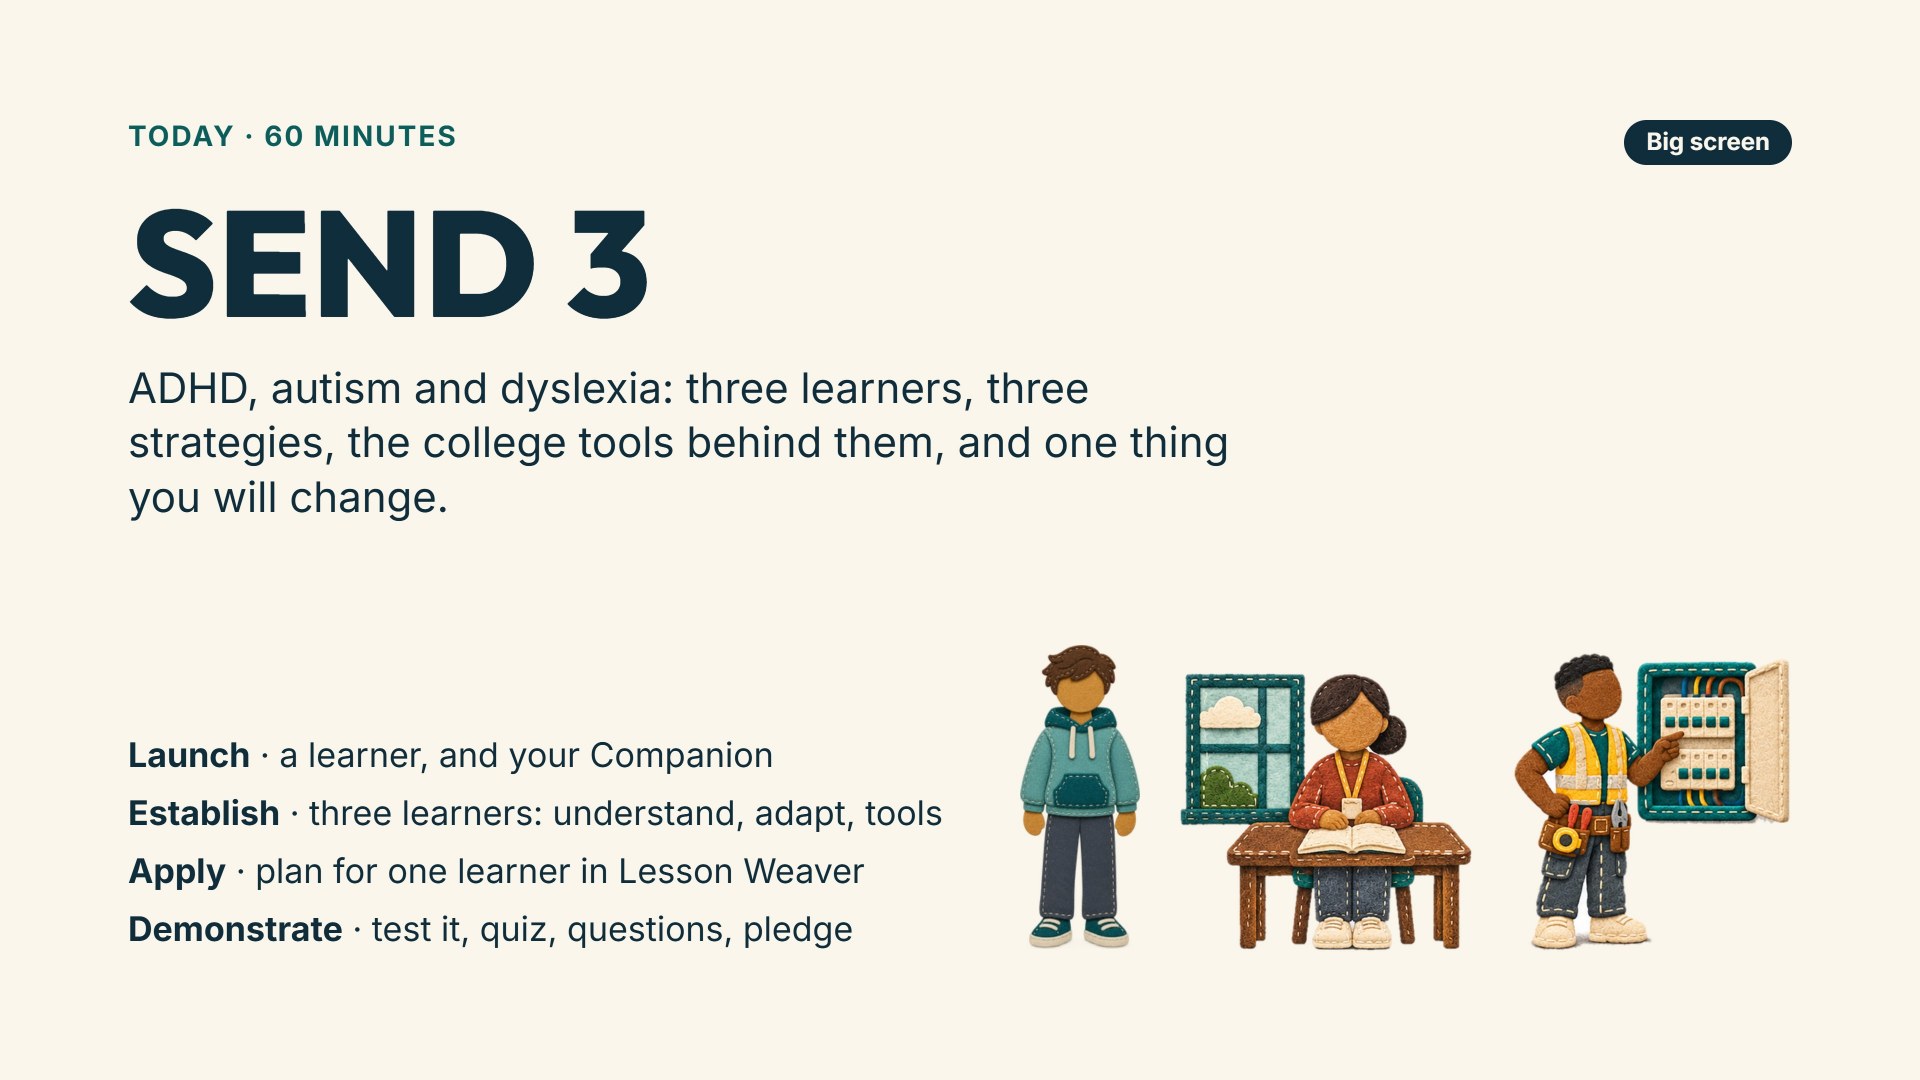 TODAY · 60 MINUTES
Big screen
SEND 3
ADHD, autism and dyslexia: three learners, three
strategies, the college tools behind them, and one thing
you will change.
Launch · a learner, and your Companion
Establish · three learners: understand, adapt, tools
Apply · plan for one learner in Lesson Weaver
Demonstrate · test it, quiz, questions, pledge